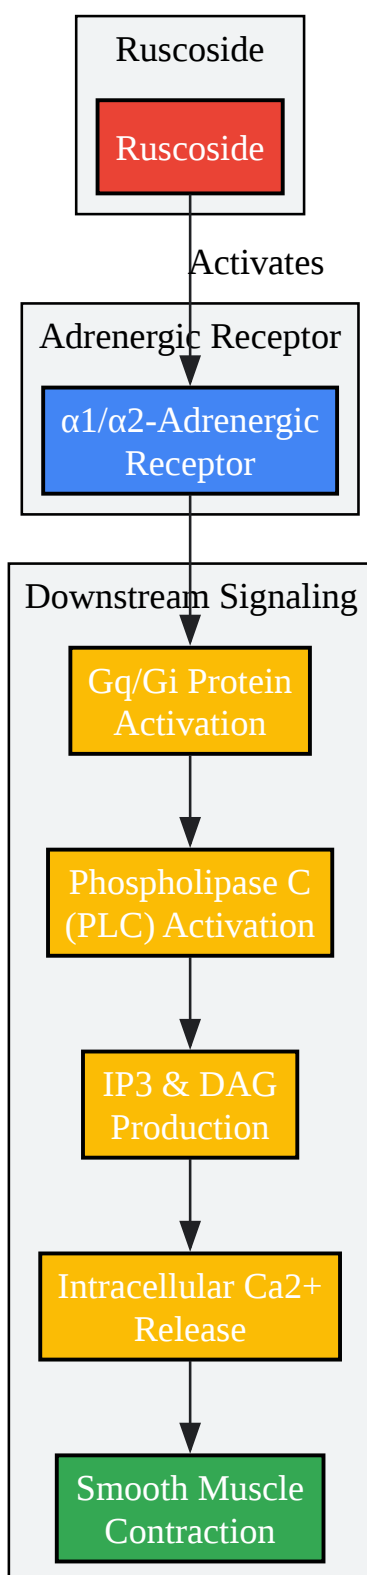 Ruscoside
Ruscoside
Activates
Adrenergic Receptor
α1/α2-Adrenergic
Receptor
Downstream Signaling
Gq/Gi Protein
Activation
Phospholipase C
(PLC) Activation
IP3 & DAG
Production
Intracellular Ca2+
Release
Smooth Muscle
Contraction